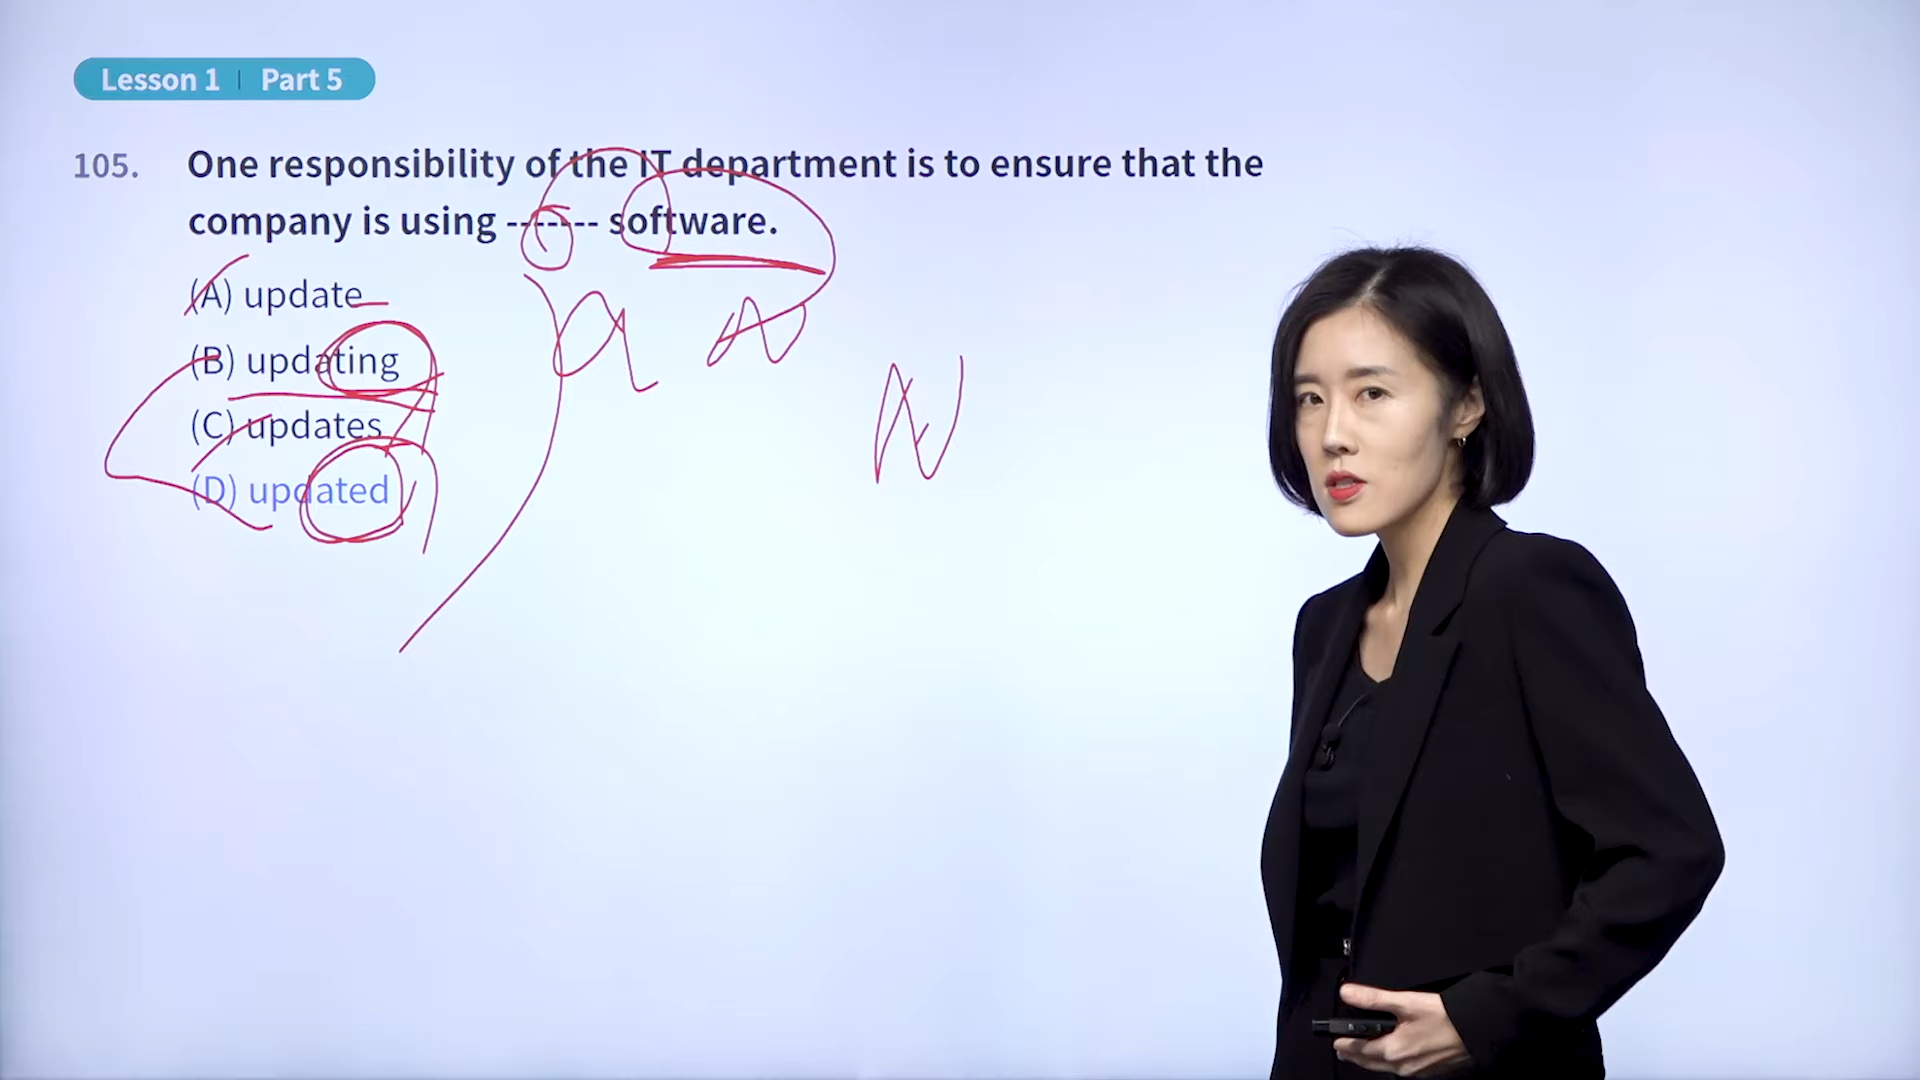 Lesson 1 | Part 5
105. One responsibility of the IT department is to ensure that the
company is using ------- software.
(A) update
(B) updating
(C) updates
(D) updated
a n
N